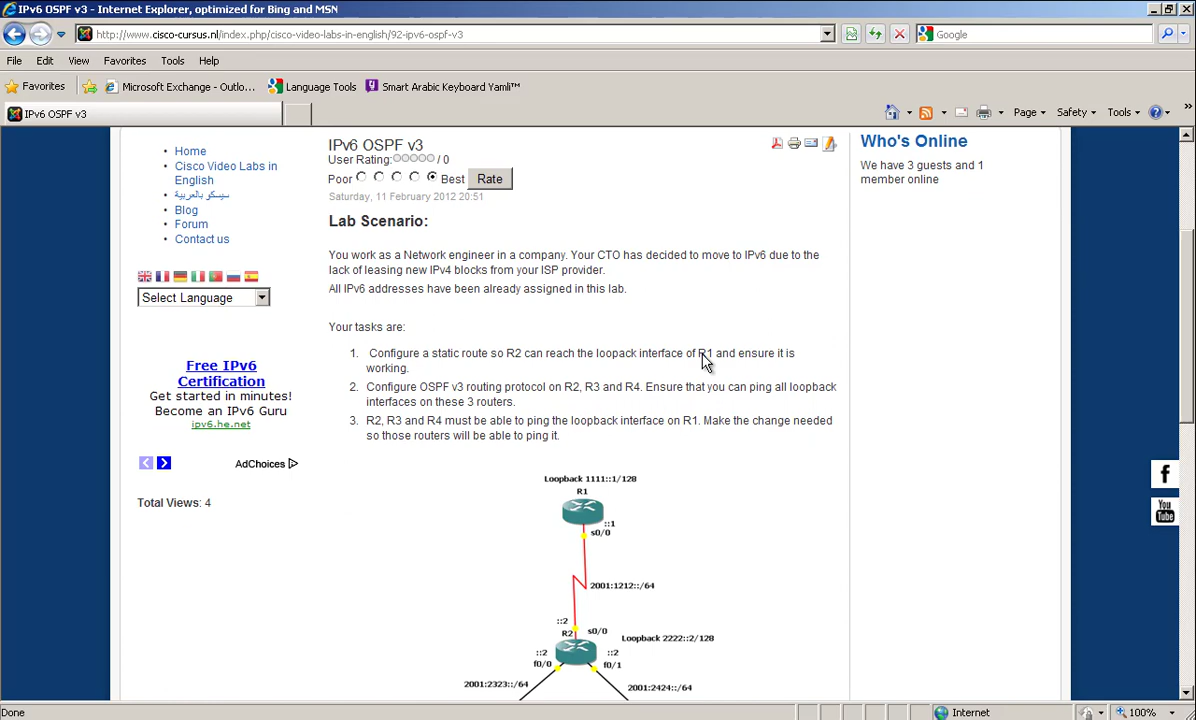 IPv6 OSPF v3 - Internet Explorer, optimized for Bing and MSN
http://www.cisco-cursus.nl/index.php/cisco-video-labs-in-english/92-ipv6-ospf-v3
Google
File Edit View Favorites Tools Help
Favorites Microsoft Exchange - Outlo... Language Tools Smart Arabic Keyboard Yamli™
IPv6 OSPF v3
Page Safety Tools
Home
Cisco Video Labs in
English
سيسكو بالعربية
Blog
Forum
Contact us
Select Language
Free IPv6
Certification
Get started in minutes!
Become an IPv6 Guru
ipv6.he.net
AdChoices
Total Views: 4
IPv6 OSPF v3
User Rating: / 0
Poor Best Rate
Saturday, 11 February 2012 20:51
Lab Scenario:
You work as a Network engineer in a company. Your CTO has decided to move to IPv6 due to the
lack of leasing new IPv4 blocks from your ISP provider.
All IPv6 addresses have been already assigned in this lab.
Your tasks are:
1. Configure a static route so R2 can reach the loopack interface of R1 and ensure it is
working.
2. Configure OSPF v3 routing protocol on R2, R3 and R4. Ensure that you can ping all loopback
interfaces on these 3 routers.
3. R2, R3 and R4 must be able to ping the loopback interface on R1. Make the change needed
so those routers will be able to ping it.
Loopback 1111::1/128
R1
::1
s0/0
2001:1212::/64
::2
s0/0
R2
Loopback 2222::2/128
::2
::2
f0/0
f0/1
2001:2323::/64
2001:2424::/64
Who's Online
We have 3 guests and 1
member online
f
You
Tube
Done
Internet
100%